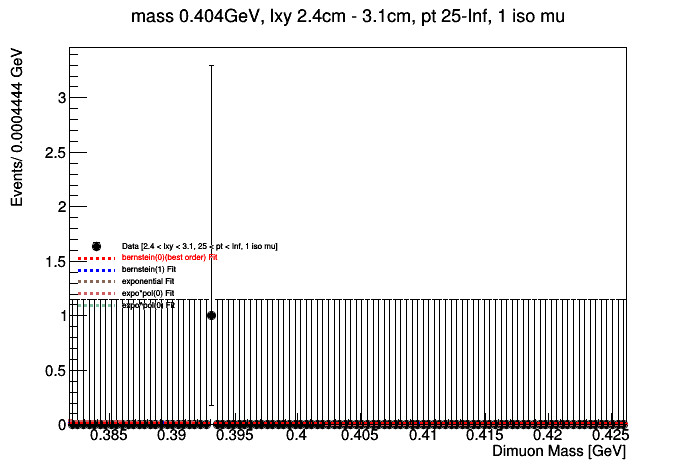 mass 0.404GeV, lxy 2.4cm - 3.1cm, pt 25-Inf, 1 iso mu
Events/ 0.0004444 GeV
3
2.5
2
1.5
1
0.5
0
Data [2.4 < lxy < 3.1, 25 < pt < Inf, 1 iso mu]
bernstein(0)(best order) Fit
bernstein(1) Fit
exponential Fit
expo*pol(0) Fit
expo*pol(0) Fit
0.385 0.39 0.395 0.4 0.405 0.41 0.415 0.42 0.425
Dimuon Mass [GeV]